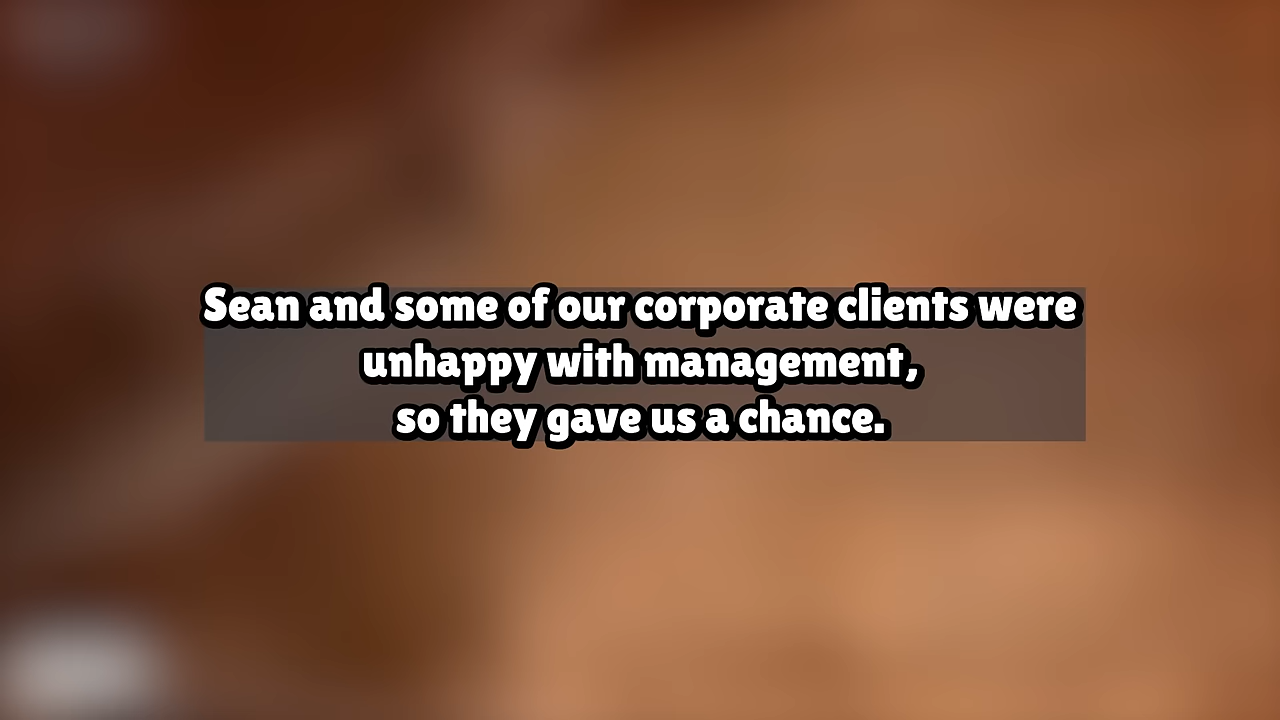 Sean and some of our corporate clients were
unhappy with management,
so they gave us a chance.